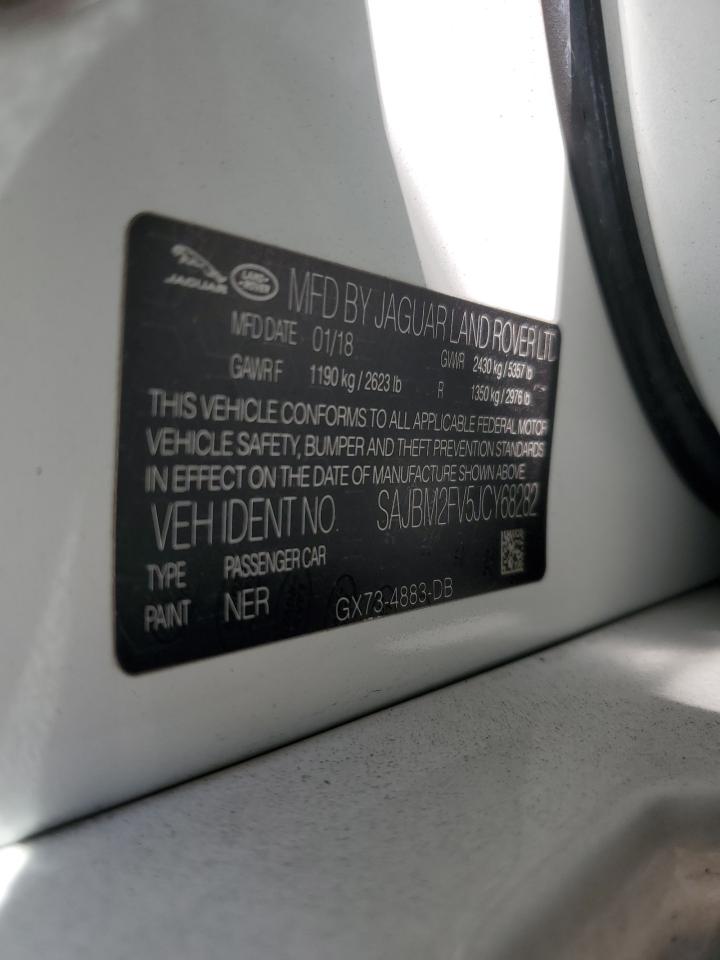 JAGUAR LAND ROVER
MFD BY JAGUAR LAND ROVER LTD
MFD DATE 01/18 GVWR 2430 kg / 5357 lb
GAWR F 1190 kg / 2623 lb R 1350 kg / 2976 lb
THIS VEHICLE CONFORMS TO ALL APPLICABLE FEDERAL MOTOR
VEHICLE SAFETY, BUMPER AND THEFT PREVENTION STANDARDS
IN EFFECT ON THE DATE OF MANUFACTURE SHOWN ABOVE
VEH IDENT NO. SAJBM2FV5JCY68282
TYPE PASSENGER CAR
PAINT NER GX73-4883-DB